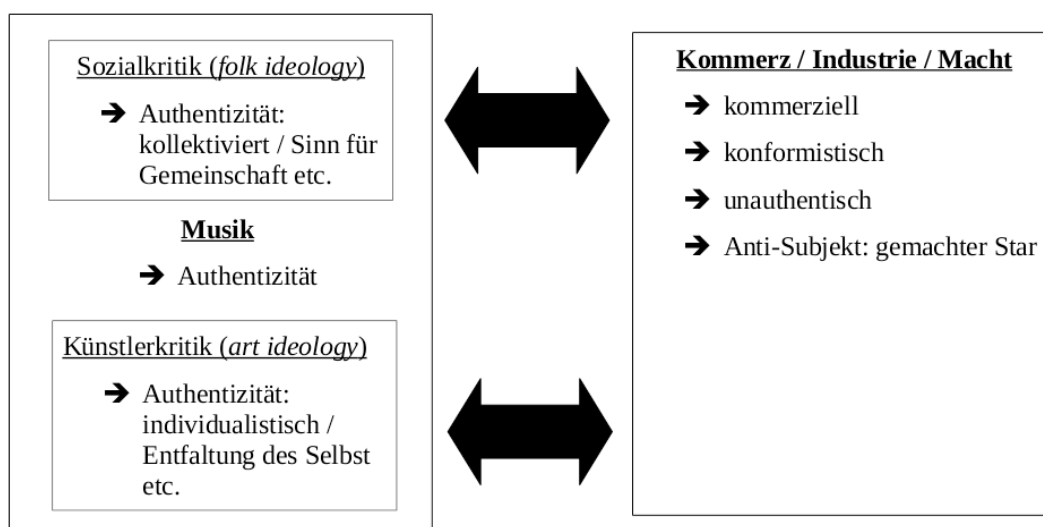 Sozialkritik (folk ideology)
➔ Authentizität:
kollektiviert / Sinn für
Gemeinschaft etc.
Musik
➔ Authentizität
Künstlerkritik (art ideology)
➔ Authentizität:
individualistisch /
Entfaltung des Selbst
etc.
Kommerz / Industrie / Macht
➔ kommerziell
➔ konformistisch
➔ unauthentisch
➔ Anti-Subjekt: gemachter Star